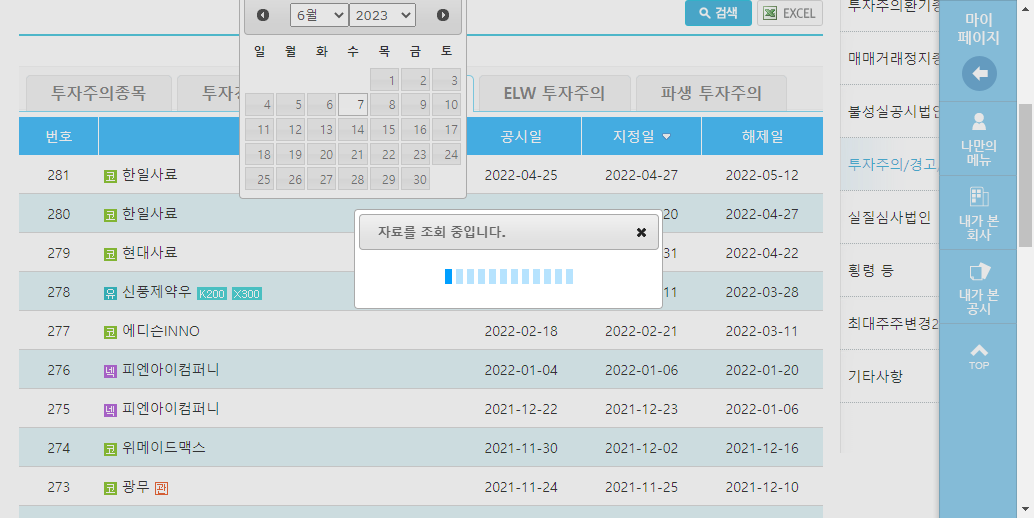 6월 2023
검색 EXCEL
일 월 화 수 목 금 토
1 2 3
4 5 6 7 8 9 10
11 12 13 14 15 16 17
18 19 20 21 22 23 24
25 26 27 28 29 30
투자주의종목 ELW 투자주의 파생 투자주의
번호 공시일 지정일 해제일
281 코 한일사료 2022-04-25 2022-04-27 2022-05-12
280 코 한일사료 20 2022-04-27
279 코 현대사료 31 2022-04-22
278 유 신풍제약우 K200 X300 11 2022-03-28
277 코 에디슨INNO 2022-02-18 2022-02-21 2022-03-11
276 넥 피엔아이컴퍼니 2022-01-04 2022-01-06 2022-01-20
275 넥 피엔아이컴퍼니 2021-12-22 2021-12-23 2022-01-06
274 코 위메이드맥스 2021-11-30 2021-12-02 2021-12-16
273 코 광무 관 2021-11-24 2021-11-25 2021-12-10
자료를 조회 중입니다.
투자주의환기종
매매거래정지종
불성실공시법인
투자주의/경고/
실질심사법인
횡령 등
최대주주변경2
기타사항
마이
페이지
나만의
메뉴
내가 본
회사
내가 본
공시
TOP